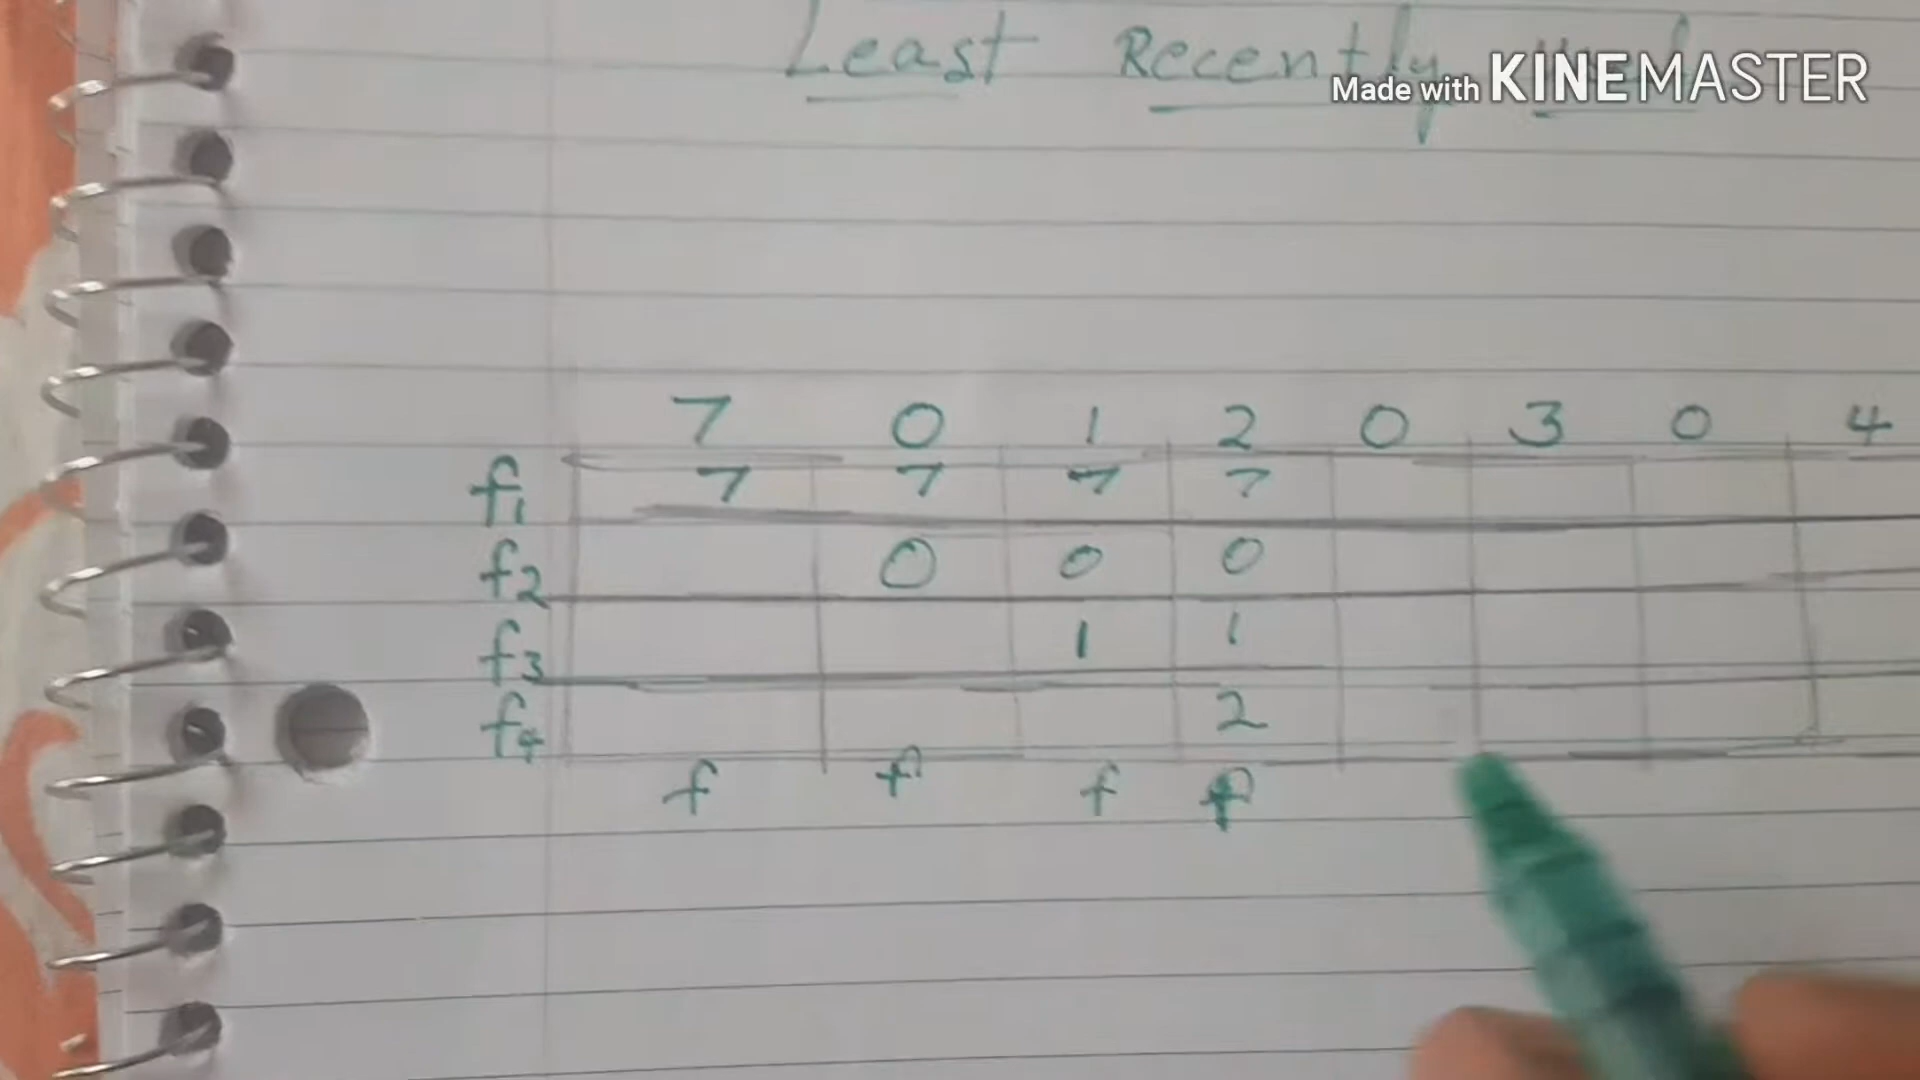 Least Recently
Made with KINEMASTER
7 0 1 2 0 3 0 4
f1 7 7 7 7
f2 0 0 0
f3 1 1
f4 2
f f f f